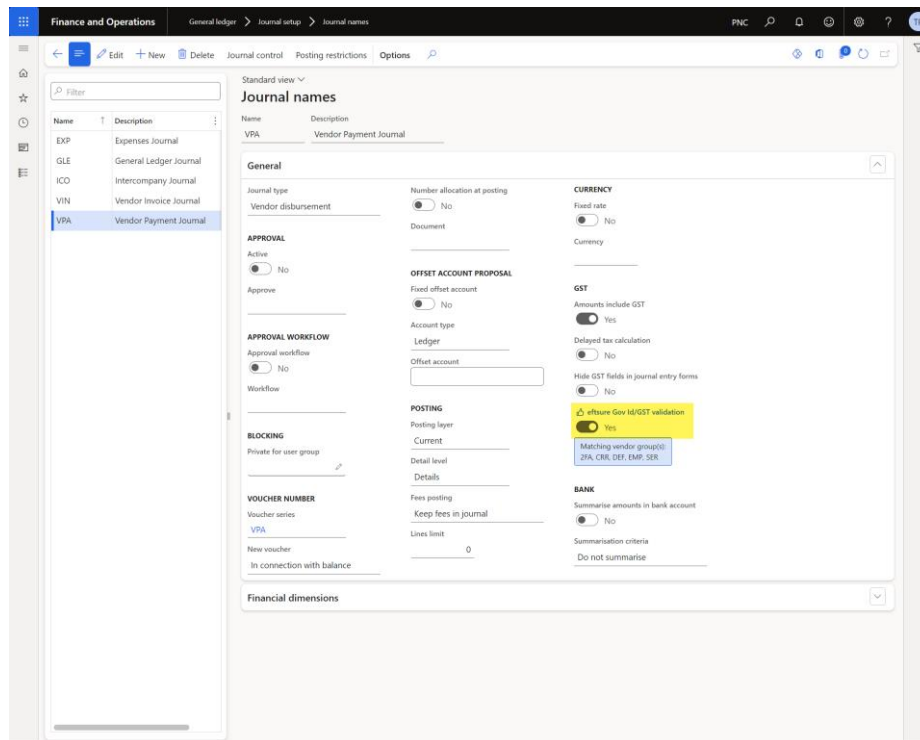 Finance and Operations
General ledger > Journal setup > Journal names
PNC
?
Edit + New Delete Journal control Posting restrictions Options
0
Filter
Name ↑ Description
EXP Expenses Journal
GLE General Ledger Journal
ICO Intercompany Journal
VIN Vendor Invoice Journal
VPA Vendor Payment Journal
Standard view
Journal names
Name Description
VPA Vendor Payment Journal
General
Journal type
Vendor disbursement
APPROVAL
Active
No
Approve
APPROVAL WORKFLOW
Approval workflow
No
Workflow
BLOCKING
Private for user group
VOUCHER NUMBER
Voucher series
VPA
New voucher
In connection with balance
Number allocation at posting
No
Document
OFFSET ACCOUNT PROPOSAL
Fixed offset account
No
Account type
Ledger
Offset account
POSTING
Posting layer
Current
Detail level
Details
Fees posting
Keep fees in journal
Lines limit
0
CURRENCY
Fixed rate
No
Currency
GST
Amounts include GST
Yes
Delayed tax calculation
No
Hide GST fields in journal entry forms
No
eftsure Gov Id/GST validation
Yes
Matching vendor group(s):
2FA, CRR, DEF, EMP, SER
BANK
Summarise amounts in bank account
No
Summarisation criteria
Do not summarise
Financial dimensions